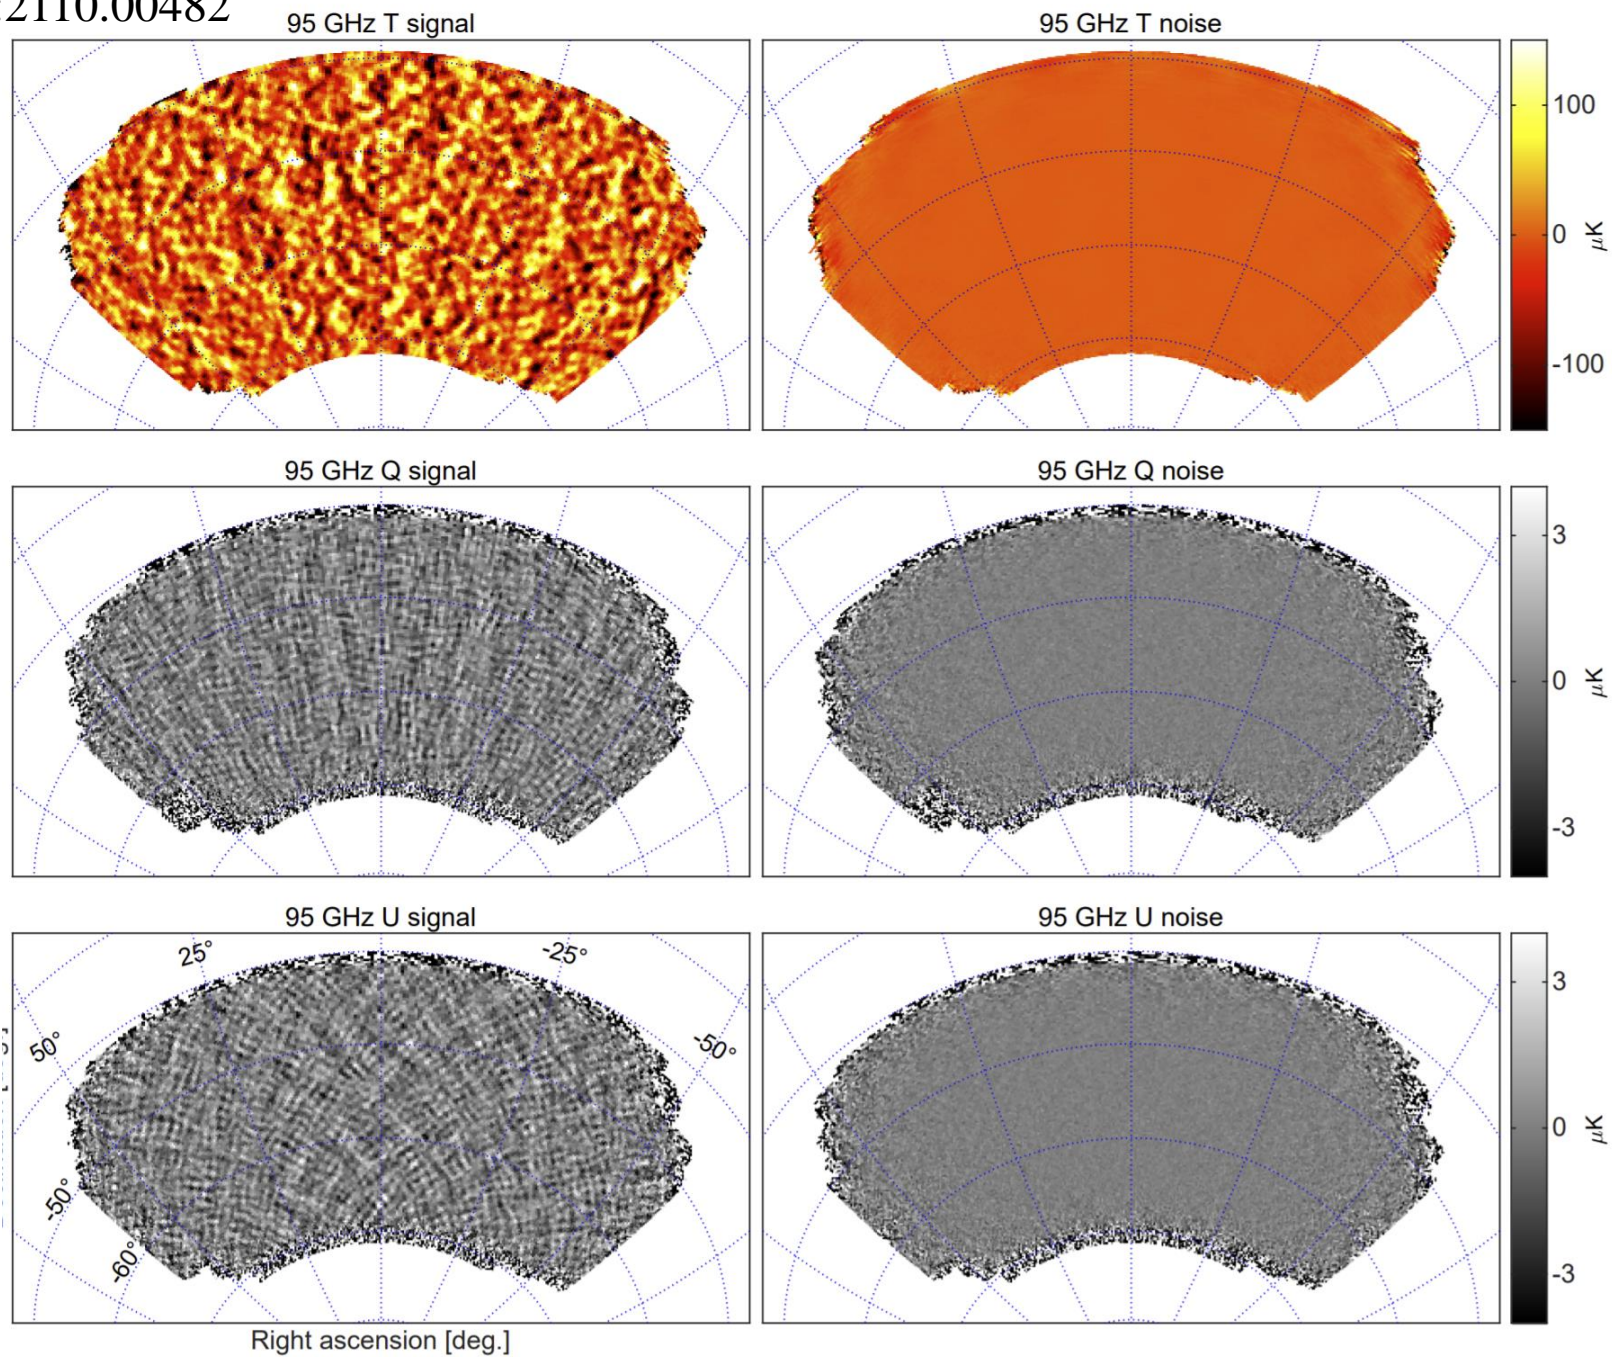 :2110.00482
95 GHz T signal
95 GHz T noise
100
0
-100
μK
95 GHz Q signal
95 GHz Q noise
3
0
-3
μK
95 GHz U signal
95 GHz U noise
25°
-25°
50°
-50°
-50°
-60°
3
0
-3
μK
Right ascension [deg.]